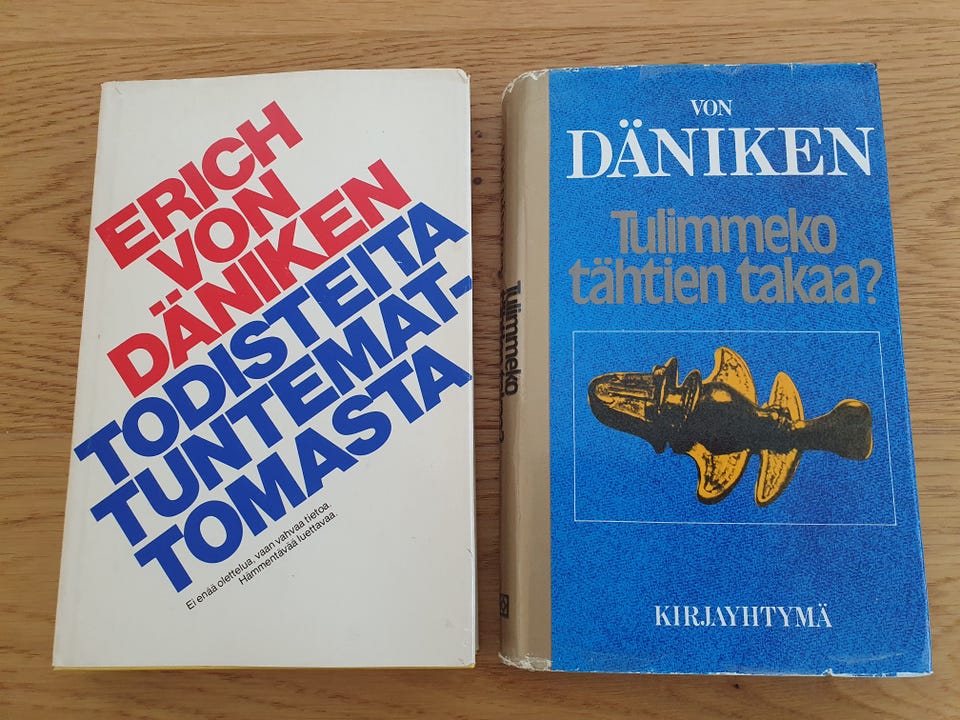 ERICH
VON
DÄNIKEN
TODISTEITA
TUNTEMAT-
TOMASTA
Ei enää olettelua, vaan vahvaa tietoa.
Hämmentävää luettavaa.
VON
DÄNIKEN
Tulimmeko
tähtien takaa?
KIRJAYHTYMÄ
Tulimmeko